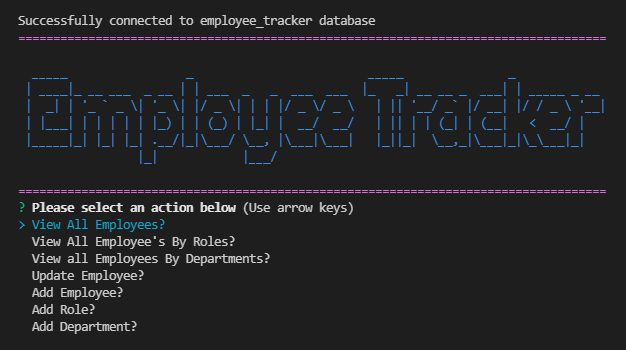 Successfully connected to employee_tracker database
Employee Tracker
? Please select an action below (Use arrow keys)
> View All Employees?
View All Employee's By Roles?
View all Employees By Departments?
Update Employee?
Add Employee?
Add Role?
Add Department?